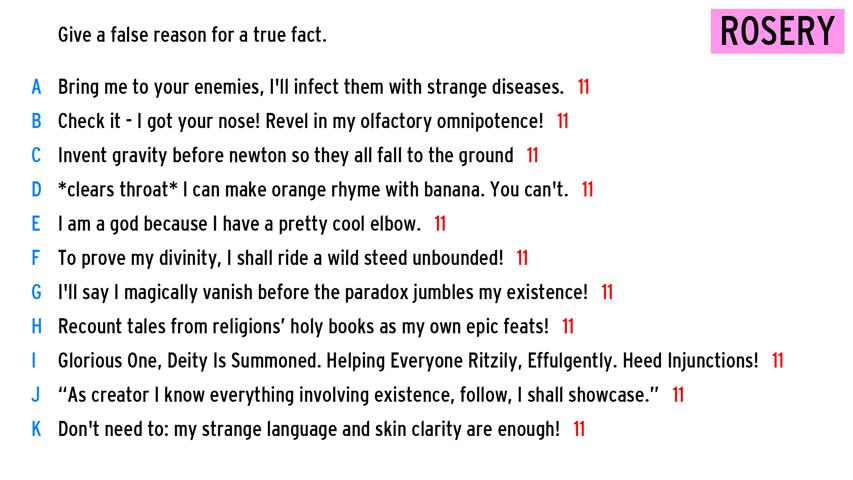 Give a false reason for a true fact.
ROSERY
A Bring me to your enemies, I'll infect them with strange diseases. 11
B Check it - I got your nose! Revel in my olfactory omnipotence! 11
C Invent gravity before newton so they all fall to the ground 11
D *clears throat* I can make orange rhyme with banana. You can't. 11
E I am a god because I have a pretty cool elbow. 11
F To prove my divinity, I shall ride a wild steed unbounded! 11
G I'll say I magically vanish before the paradox jumbles my existence! 11
H Recount tales from religions’ holy books as my own epic feats! 11
I Glorious One, Deity Is Summoned. Helping Everyone Ritzily, Effulgently. Heed Injunctions! 11
J “As creator I know everything involving existence, follow, I shall showcase.” 11
K Don't need to: my strange language and skin clarity are enough! 11